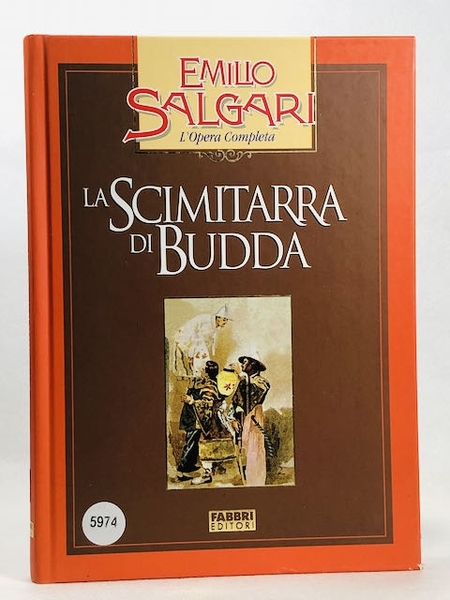 EMILIO
SALGARI
L'Opera Completa
LA SCIMITARRA
DI BUDDA
5974
FABBRI
EDITORI